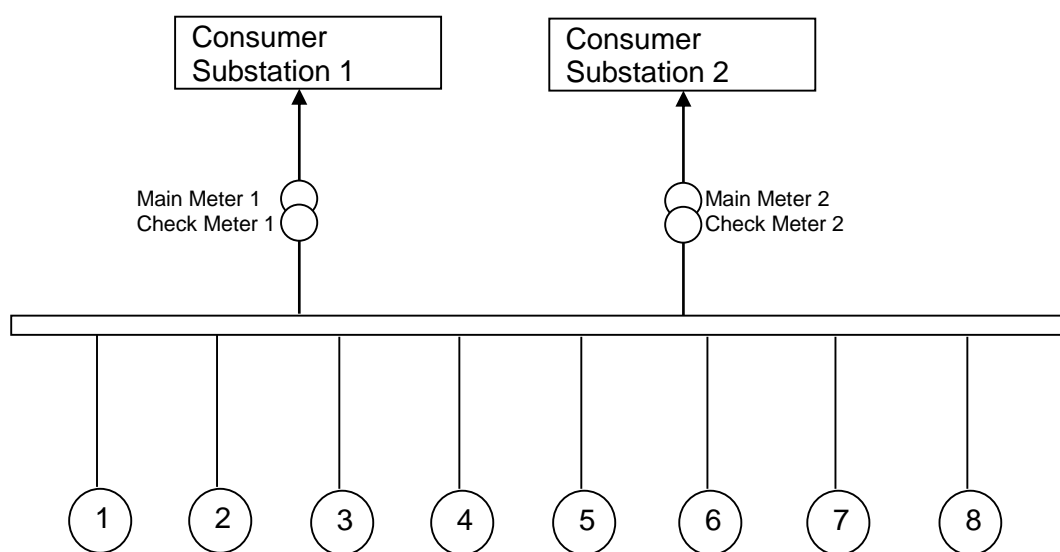 Consumer
Substation 1
Consumer
Substation 2
Main Meter 1
Check Meter 1
Main Meter 2
Check Meter 2
1 2 3 4 5 6 7 8